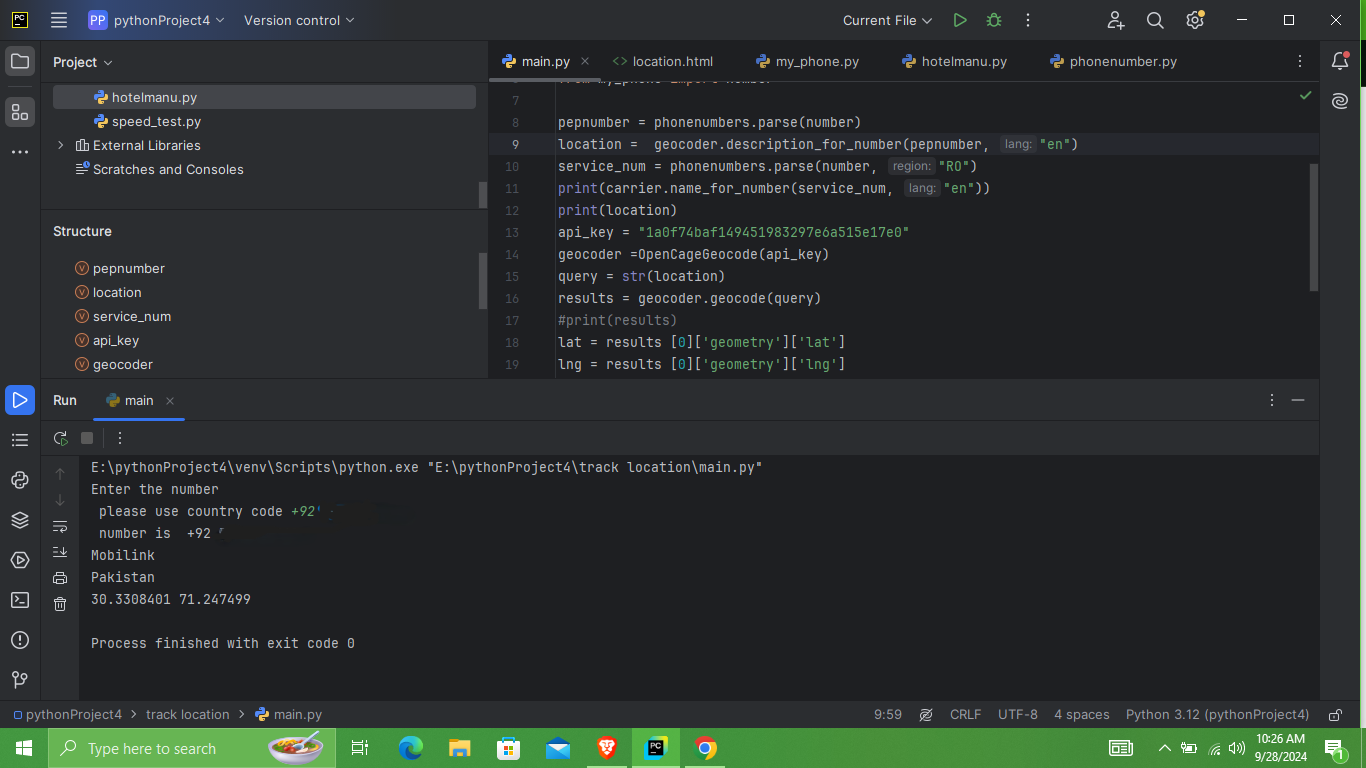 PC
PP pythonProject4
Version control
Current File
Project
hotelmanu.py
speed_test.py
External Libraries
Scratches and Consoles
Structure
pepnumber
location
service_num
api_key
geocoder
main.py
location.html
my_phone.py
hotelmanu.py
phonenumber.py
7
8 pepnumber = phonenumbers.parse(number)
9 location =  geocoder.description_for_number(pepnumber, lang: "en")
10 service_num = phonenumbers.parse(number, region: "RO")
11 print(carrier.name_for_number(service_num, lang: "en"))
12 print(location)
13 api_key = "1a0f74baf149451983297e6a515e17e0"
14 geocoder =OpenCageGeocode(api_key)
15 query = str(location)
16 results = geocoder.geocode(query)
17 #print(results)
18 lat = results [0]['geometry']['lat']
19 lng = results [0]['geometry']['lng']
Run
main
E:\pythonProject4\venv\Scripts\python.exe "E:\pythonProject4\track location\main.py"
Enter the number
please use country code +92
number is  +92
Mobilink
Pakistan
30.3308401 71.247499
Process finished with exit code 0
pythonProject4 > track location > main.py
9:59
CRLF
UTF-8
4 spaces
Python 3.12 (pythonProject4)
Type here to search
PC
10:26 AM
9/28/2024
1